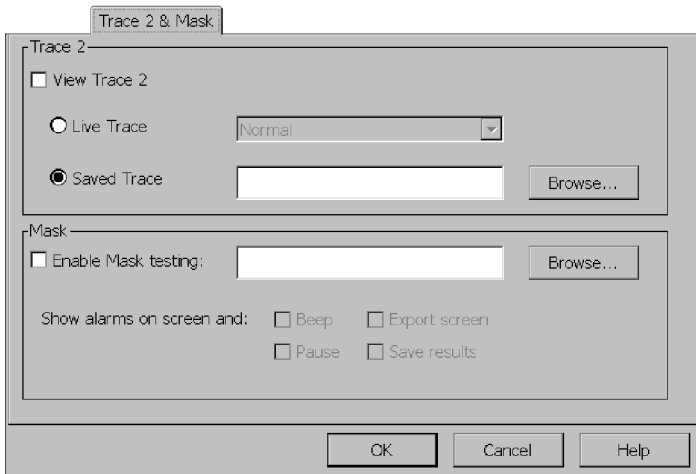 Trace 2 & Mask
Trace 2
View Trace 2
Live Trace
Normal
Saved Trace
Browse...
Mask
Enable Mask testing:
Browse...
Show alarms on screen and:
Beep
Export screen
Pause
Save results
OK
Cancel
Help